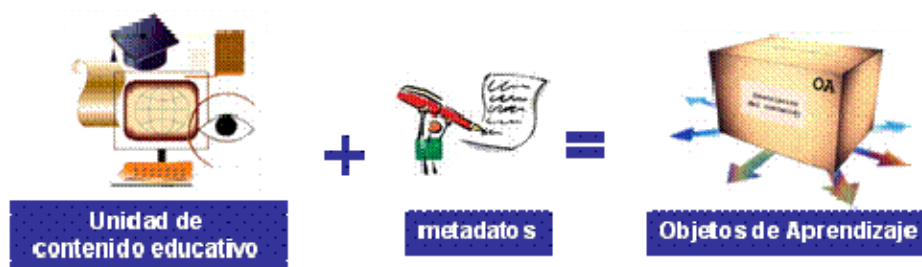 OA
+
=
Unidad de
contenido educativo
metadatos
Objetos de Aprendizaje